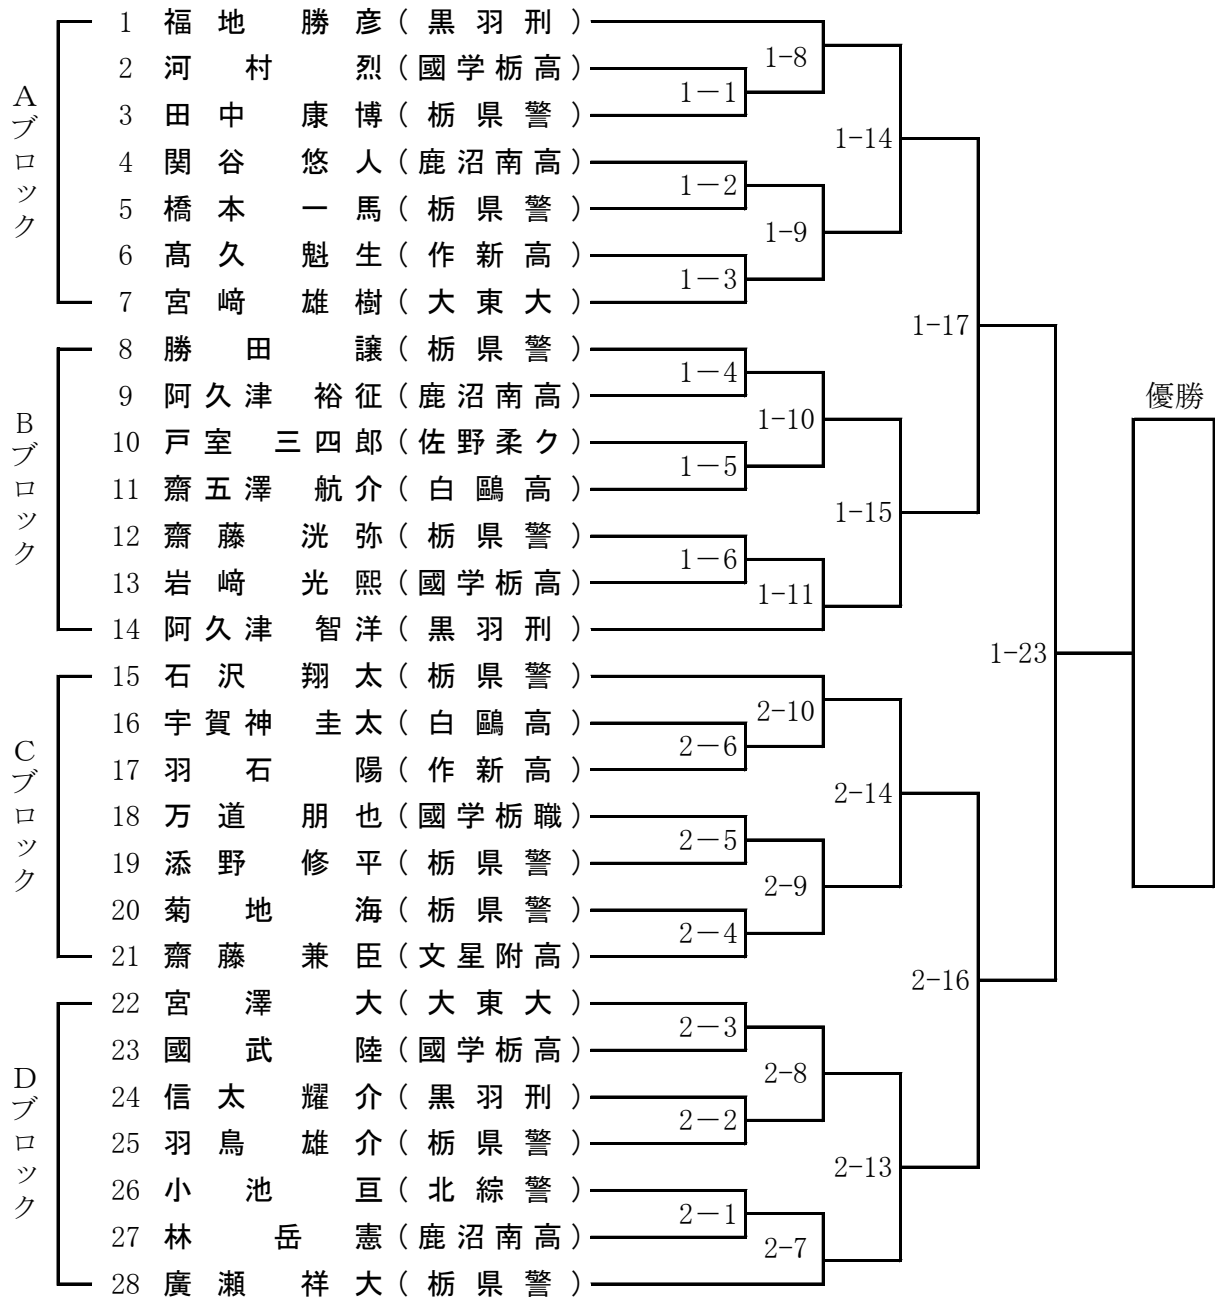 Aブロック
1 福地 勝彦(黒羽刑)
2 河村 烈(國学栃高)
3 田中 康博(栃県警)
4 関谷 悠人(鹿沼南高)
5 橋本 一馬(栃県警)
6 髙久 魁生(作新高)
7 宮﨑 雄樹(大東大)
Bブロック
8 勝田 譲(栃県警)
9 阿久津 裕征(鹿沼南高)
10 戸室 三四郎(佐野柔ク)
11 齋五澤 航介(白鷗高)
12 齋藤 洸弥(栃県警)
13 岩﨑 光熙(國学栃高)
14 阿久津 智洋(黒羽刑)
Cブロック
15 石沢 翔太(栃県警)
16 宇賀神 圭太(白鷗高)
17 羽石 陽(作新高)
18 万道 朋也(國学栃職)
19 添野 修平(栃県警)
20 菊地 海(栃県警)
21 齋藤 兼臣(文星附高)
Dブロック
22 宮澤 大(大東大)
23 國武 陸(國学栃高)
24 信太 耀介(黒羽刑)
25 羽鳥 雄介(栃県警)
26 小池 亘(北綜警)
27 林 岳憲(鹿沼南高)
28 廣瀬 祥大(栃県警)
1-1
1-2
1-3
1-4
1-5
1-6
2-6
2-5
2-4
2-3
2-2
2-1
1-8
1-9
1-10
1-11
2-10
2-9
2-8
2-7
1-14
1-15
2-14
2-13
1-17
2-16
1-23
優勝